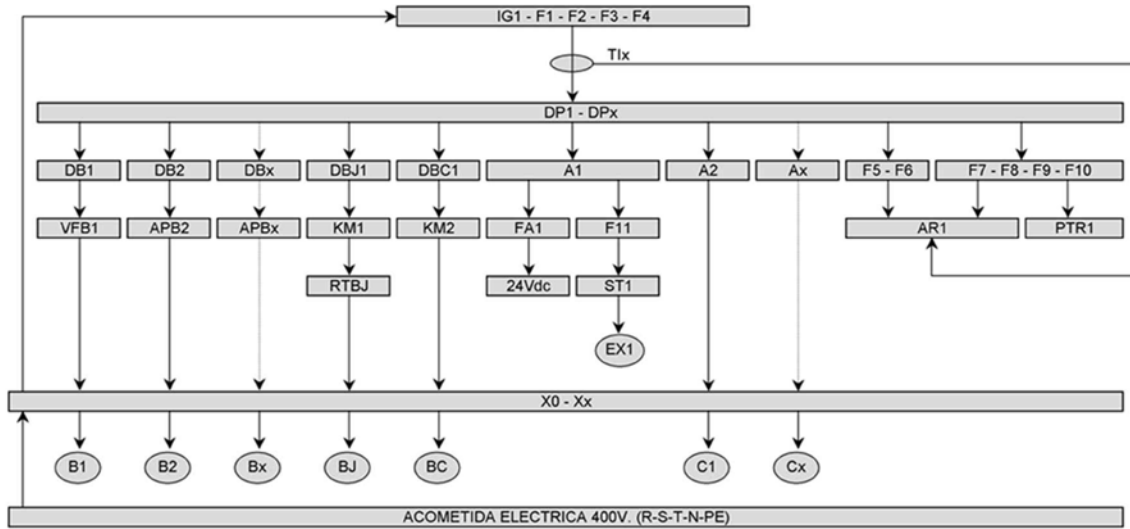 IG1 - F1 - F2 - F3 - F4
TIx
DP1 - DPx
DB1 DB2 DBx DBJ1 DBC1 A1 A2 Ax F5 - F6 F7 - F8 - F9 - F10
VFB1 APB2 APBx KM1 KM2 FA1 F11 AR1 PTR1
RTBJ 24Vdc ST1
EX1
X0 - Xx
B1 B2 Bx BJ BC C1 Cx
ACOMETIDA ELECTRICA 400V. (R-S-T-N-PE)